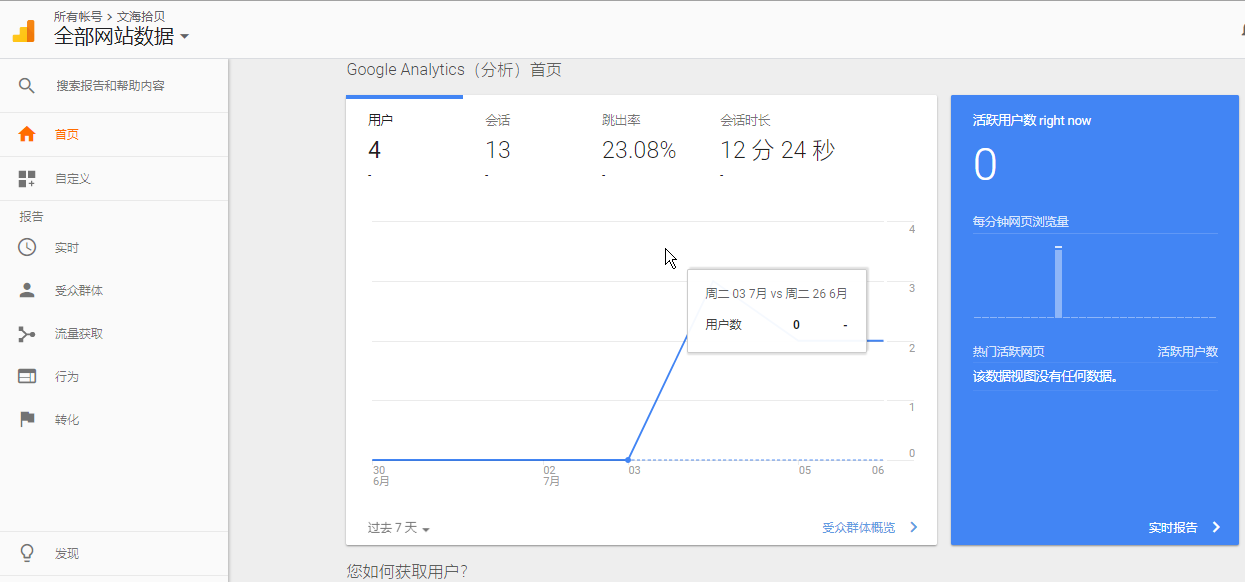 所有帐号 > 文海拾贝
全部网站数据
搜索报告和帮助内容
首页
自定义
报告
实时
受众群体
流量获取
行为
转化
发现
Google Analytics（分析）首页
用户
4
-
会话
13
-
跳出率
23.08%
-
会话时长
12 分 24 秒
-
4
3
2
1
0
周二 03 7月 vs 周二 26 6月
用户数 0 -
30
6月
02
7月
03
05
06
过去 7 天
受众群体概览
活跃用户数 right now
0
每分钟网页浏览量
热门活跃网页 活跃用户数
该数据视图没有任何数据。
实时报告
您如何获取用户？